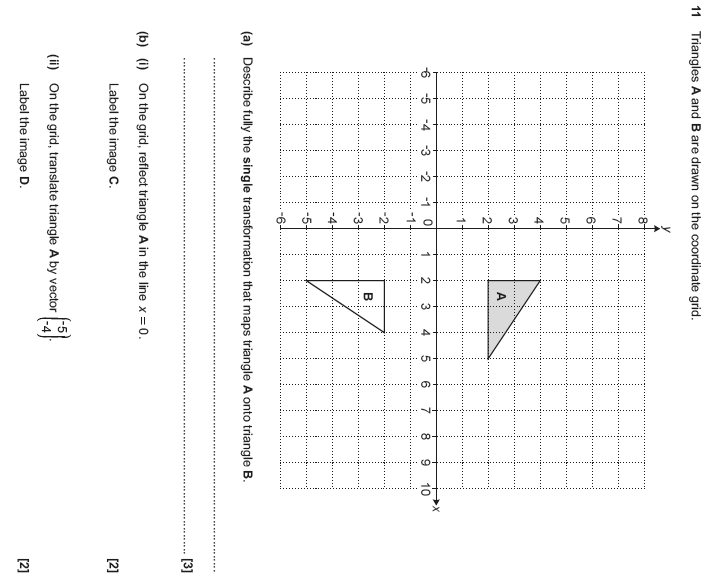 11 Triangles A and B are drawn on the coordinate grid.
y
8
7
6
5
4
3
2
1
0
-1
-2
-3
-4
-5
-6
-6 -5 -4 -3 -2 -1 1 2 3 4 5 6 7 8 9 10 x
A
B
(a) Describe fully the single transformation that maps triangle A onto triangle B.
[3]
(b) (i) On the grid, reflect triangle A in the line x = 0.
Label the image C.
[2]
(ii) On the grid, translate triangle A by vector (-5
-4).
Label the image D.
[2]